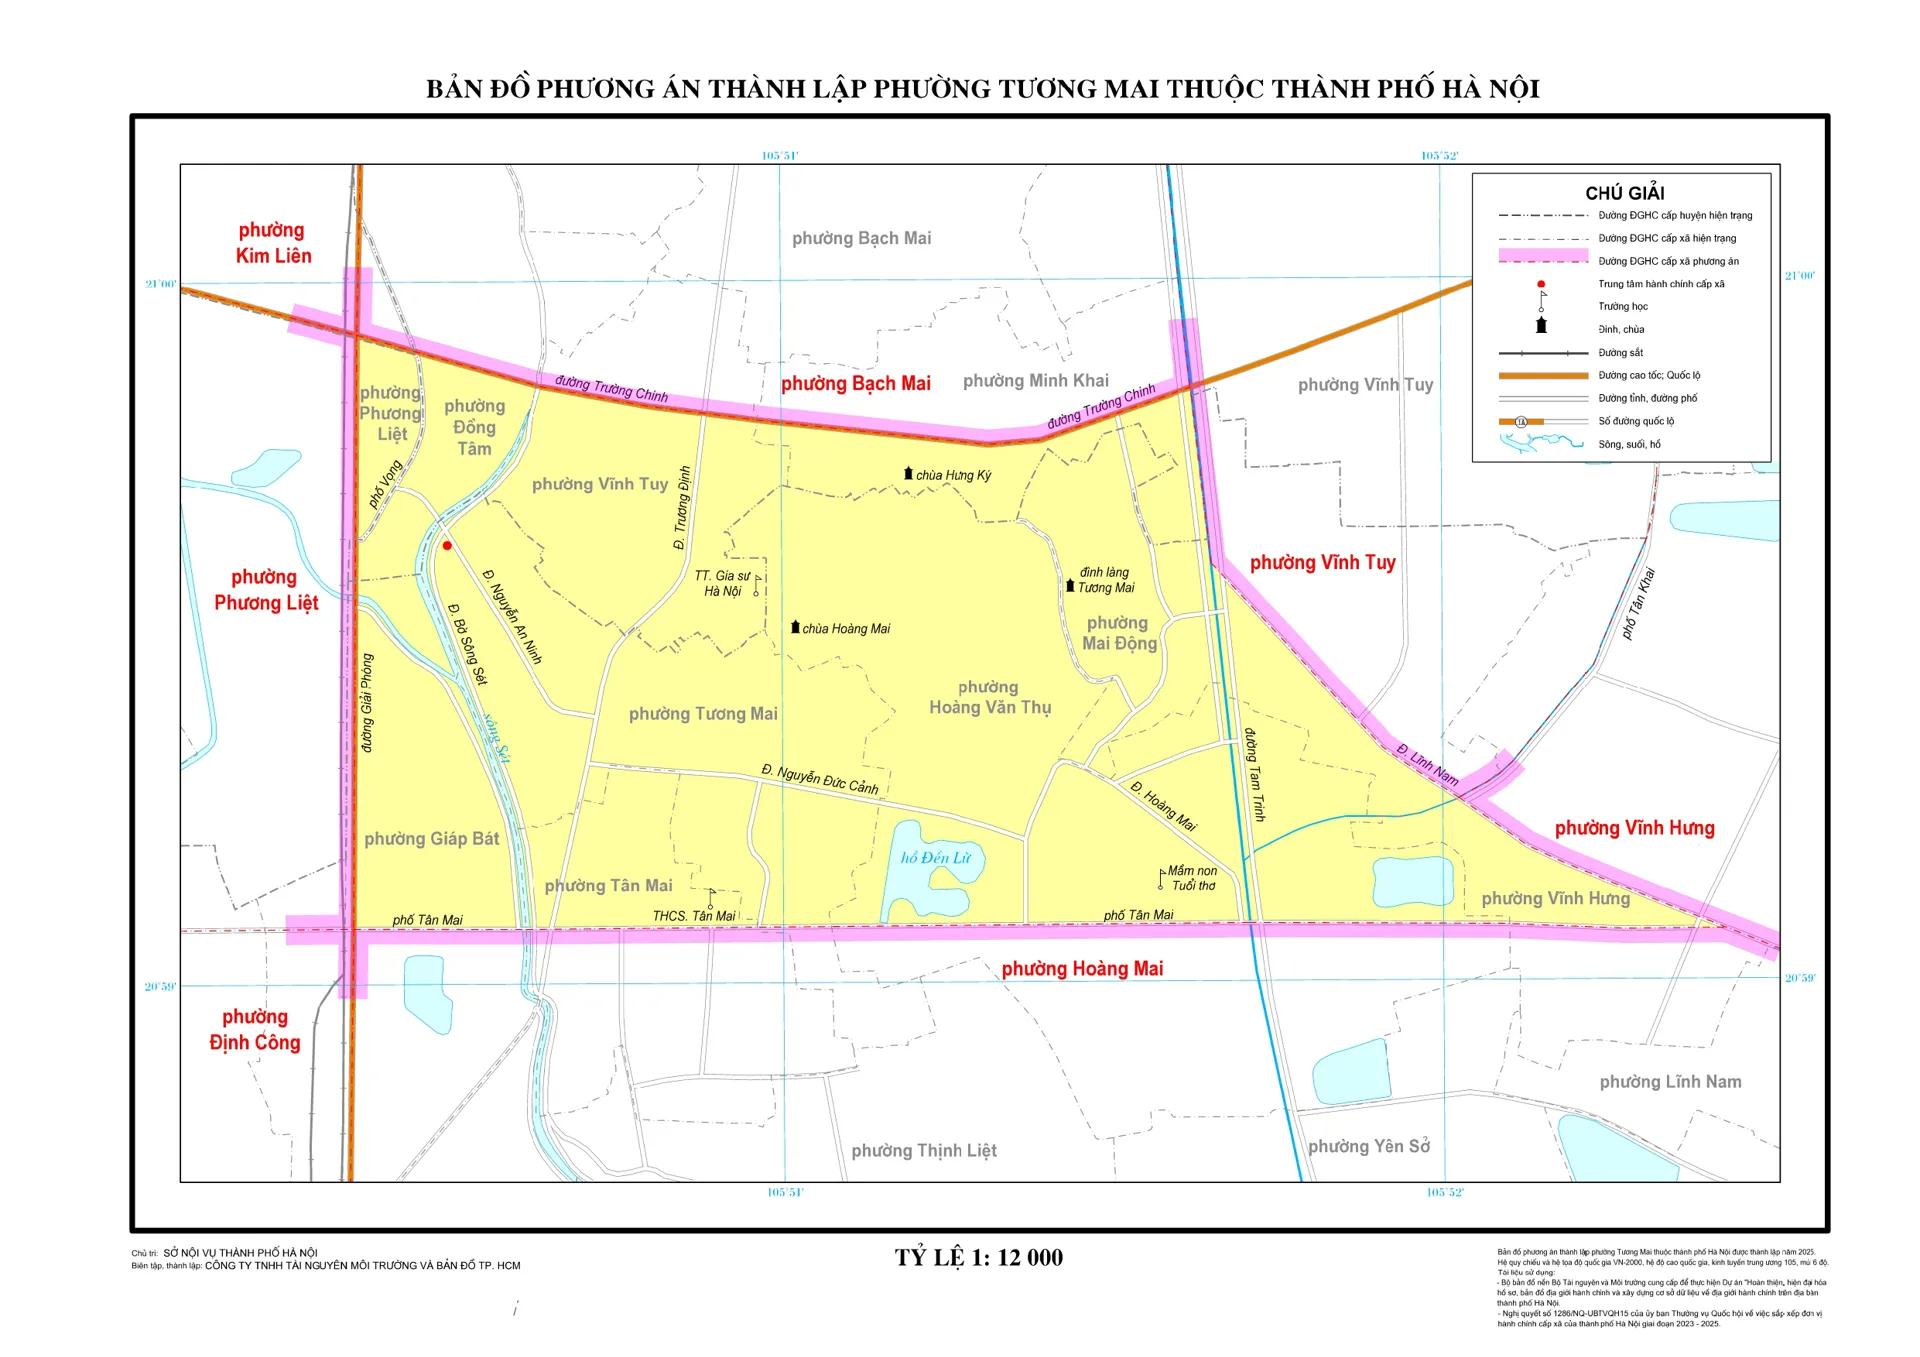 BẢN ĐỒ PHƯƠNG ÁN THÀNH LẬP PHƯỜNG TƯƠNG MAI THUỘC THÀNH PHỐ HÀ NỘI
105°51'
105°52'
CHÚ GIẢI
Đường ĐGHC cấp huyện hiện trạng
Đường ĐGHC cấp xã hiện trạng
Đường ĐGHC cấp xã phương án
Trung tâm hành chính cấp xã
Trường học
Đình, chùa
Đường sắt
Đường cao tốc; Quốc lộ
Đường tỉnh, đường phố
1A
Số đường quốc lộ
Sông, suối, hồ
phường
Kim Liên
phường Bạch Mai
21°00'
21°00'
phường
Phương
Liệt
phường
Đồng
Tâm
đường Trường Chinh
phường Bạch Mai
phường Minh Khai
đường Trường Chinh
phường Vĩnh Tuy
phố Vọng
phường Vĩnh Tuy
Đ. Trương Định
chùa Hưng Ký
phường
Phương Liệt
TT. Gia sư
Hà Nội
đình làng
Tương Mai
phường Vĩnh Tuy
phố Tân Khai
Đ. Nguyễn An Ninh
Đ. Bờ Sông Sét
chùa Hoàng Mai
phường
Mai Động
đường Giải Phóng
sông Sét
phường Tương Mai
phường
Hoàng Văn Thụ
đường Tam Trinh
Đ. Lĩnh Nam
Đ. Nguyễn Đức Cảnh
Đ. Hoàng Mai
phường Giáp Bát
hồ Đền Lừ
phường Vĩnh Hưng
phường Tân Mai
Mầm non
Tuổi thơ
phường Vĩnh Hưng
phố Tân Mai
THCS. Tân Mai
phố Tân Mai
phường Hoàng Mai
20°59'
20°59'
phường
Định Công
phường Lĩnh Nam
phường Thịnh Liệt
phường Yên Sở
105°51'
105°52'
Chủ trì: SỞ NỘI VỤ THÀNH PHỐ HÀ NỘI
Biên tập, thành lập: CÔNG TY TNHH TÀI NGUYÊN MÔI TRƯỜNG VÀ BẢN ĐỒ TP. HCM
TỶ LỆ 1: 12 000
Bản đồ phương án thành lập phường Tương Mai thuộc thành phố Hà Nội được thành lập năm 2025.
Hệ quy chiếu và hệ tọa độ quốc gia VN-2000, hệ độ cao quốc gia, kinh tuyến trung ương 105, múi 6 độ.
Tài liệu sử dụng:
- Bộ bản đồ nền Bộ Tài nguyên và Môi trường cung cấp để thực hiện Dự án "Hoàn thiện, hiện đại hóa
hồ sơ, bản đồ địa giới hành chính và xây dựng cơ sở dữ liệu về địa giới hành chính trên địa bàn
thành phố Hà Nội.
- Nghị quyết số 1286/NQ-UBTVQH15 của ủy ban Thường vụ Quốc hội về việc sắp xếp đơn vị
hành chính cấp xã của thành phố Hà Nội giai đoạn 2023 - 2025.